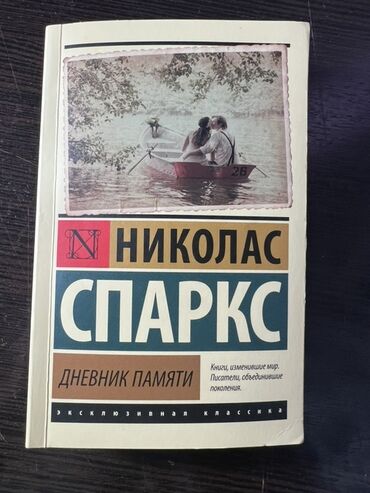 28
N НИКОЛАС
СПАРКС
ДНЕВНИК ПАМЯТИ
Книги, изменившие мир.
Писатели, объединившие
поколения.
эксклюзивная классика